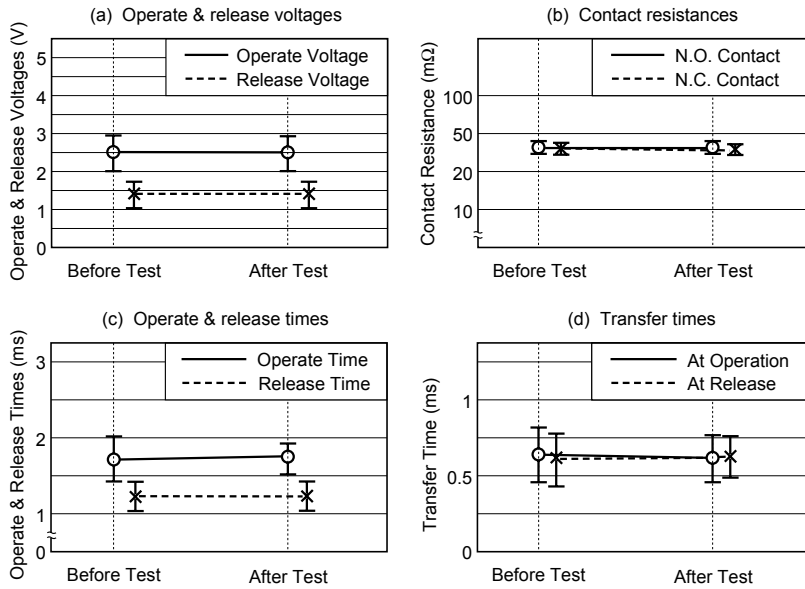 (a) Operate & release voltages
Operate & Release Voltages (V)
5
4
3
2
1
0
Operate Voltage
Release Voltage
Before Test
After Test
(b) Contact resistances
Contact Resistance (mΩ)
100
50
20
10
N.O. Contact
N.C. Contact
Before Test
After Test
(c) Operate & release times
Operate & Release Times (ms)
3
2
1
0
Operate Time
Release Time
Before Test
After Test
(d) Transfer times
Transfer Time (ms)
1
0.5
0
At Operation
At Release
Before Test
After Test